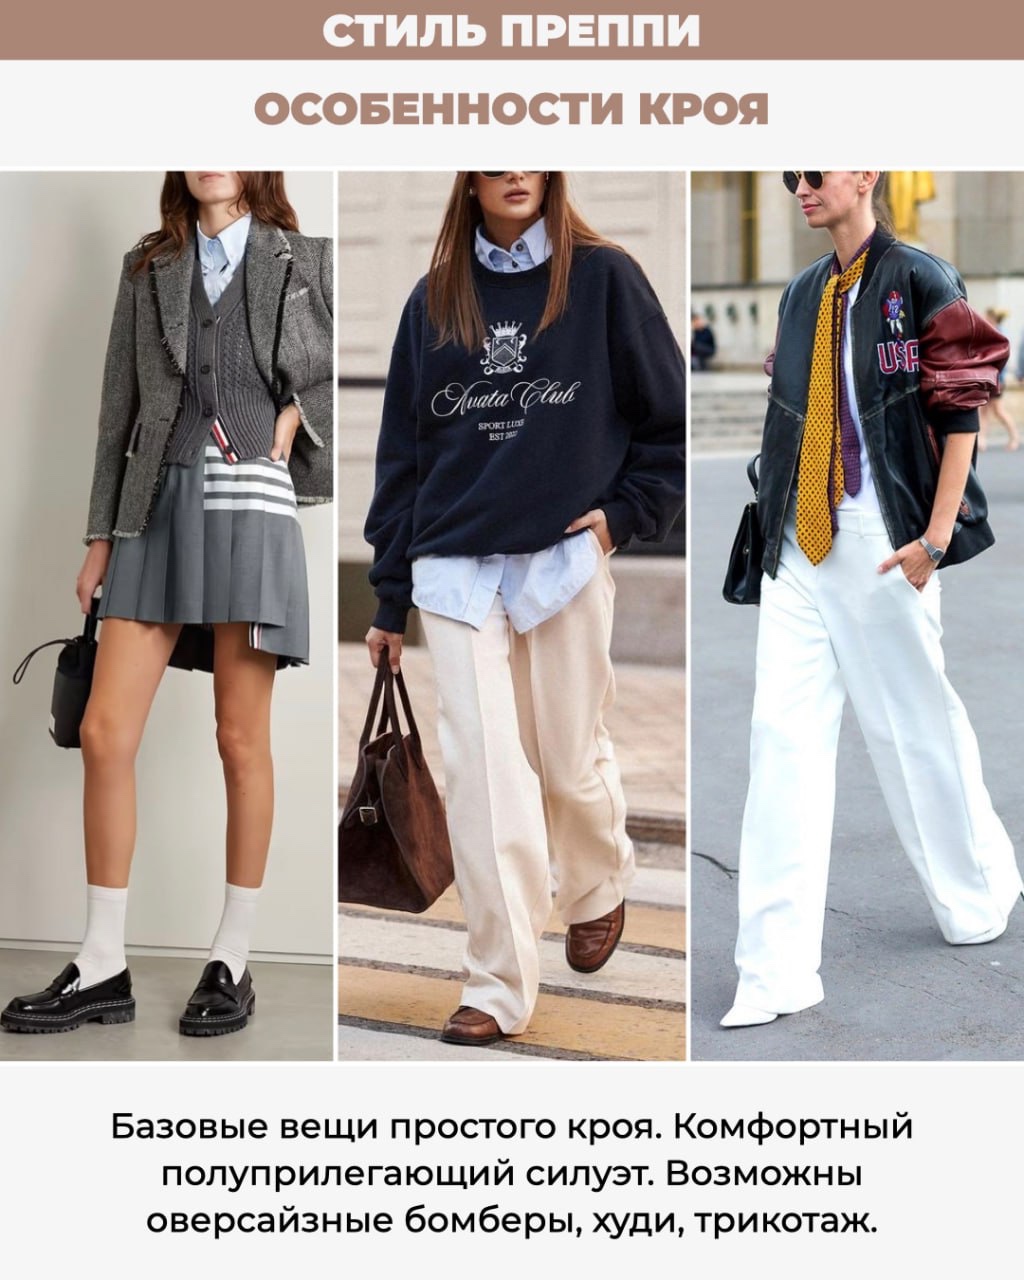 СТИЛЬ ПРЕППИ
ОСОБЕННОСТИ КРОЯ
Club
SPORT LUXE
EST 2022
USA
Базовые вещи простого кроя. Комфортный
полуприлегающий силуэт. Возможны
оверсайзные бомберы, худи, трикотаж.